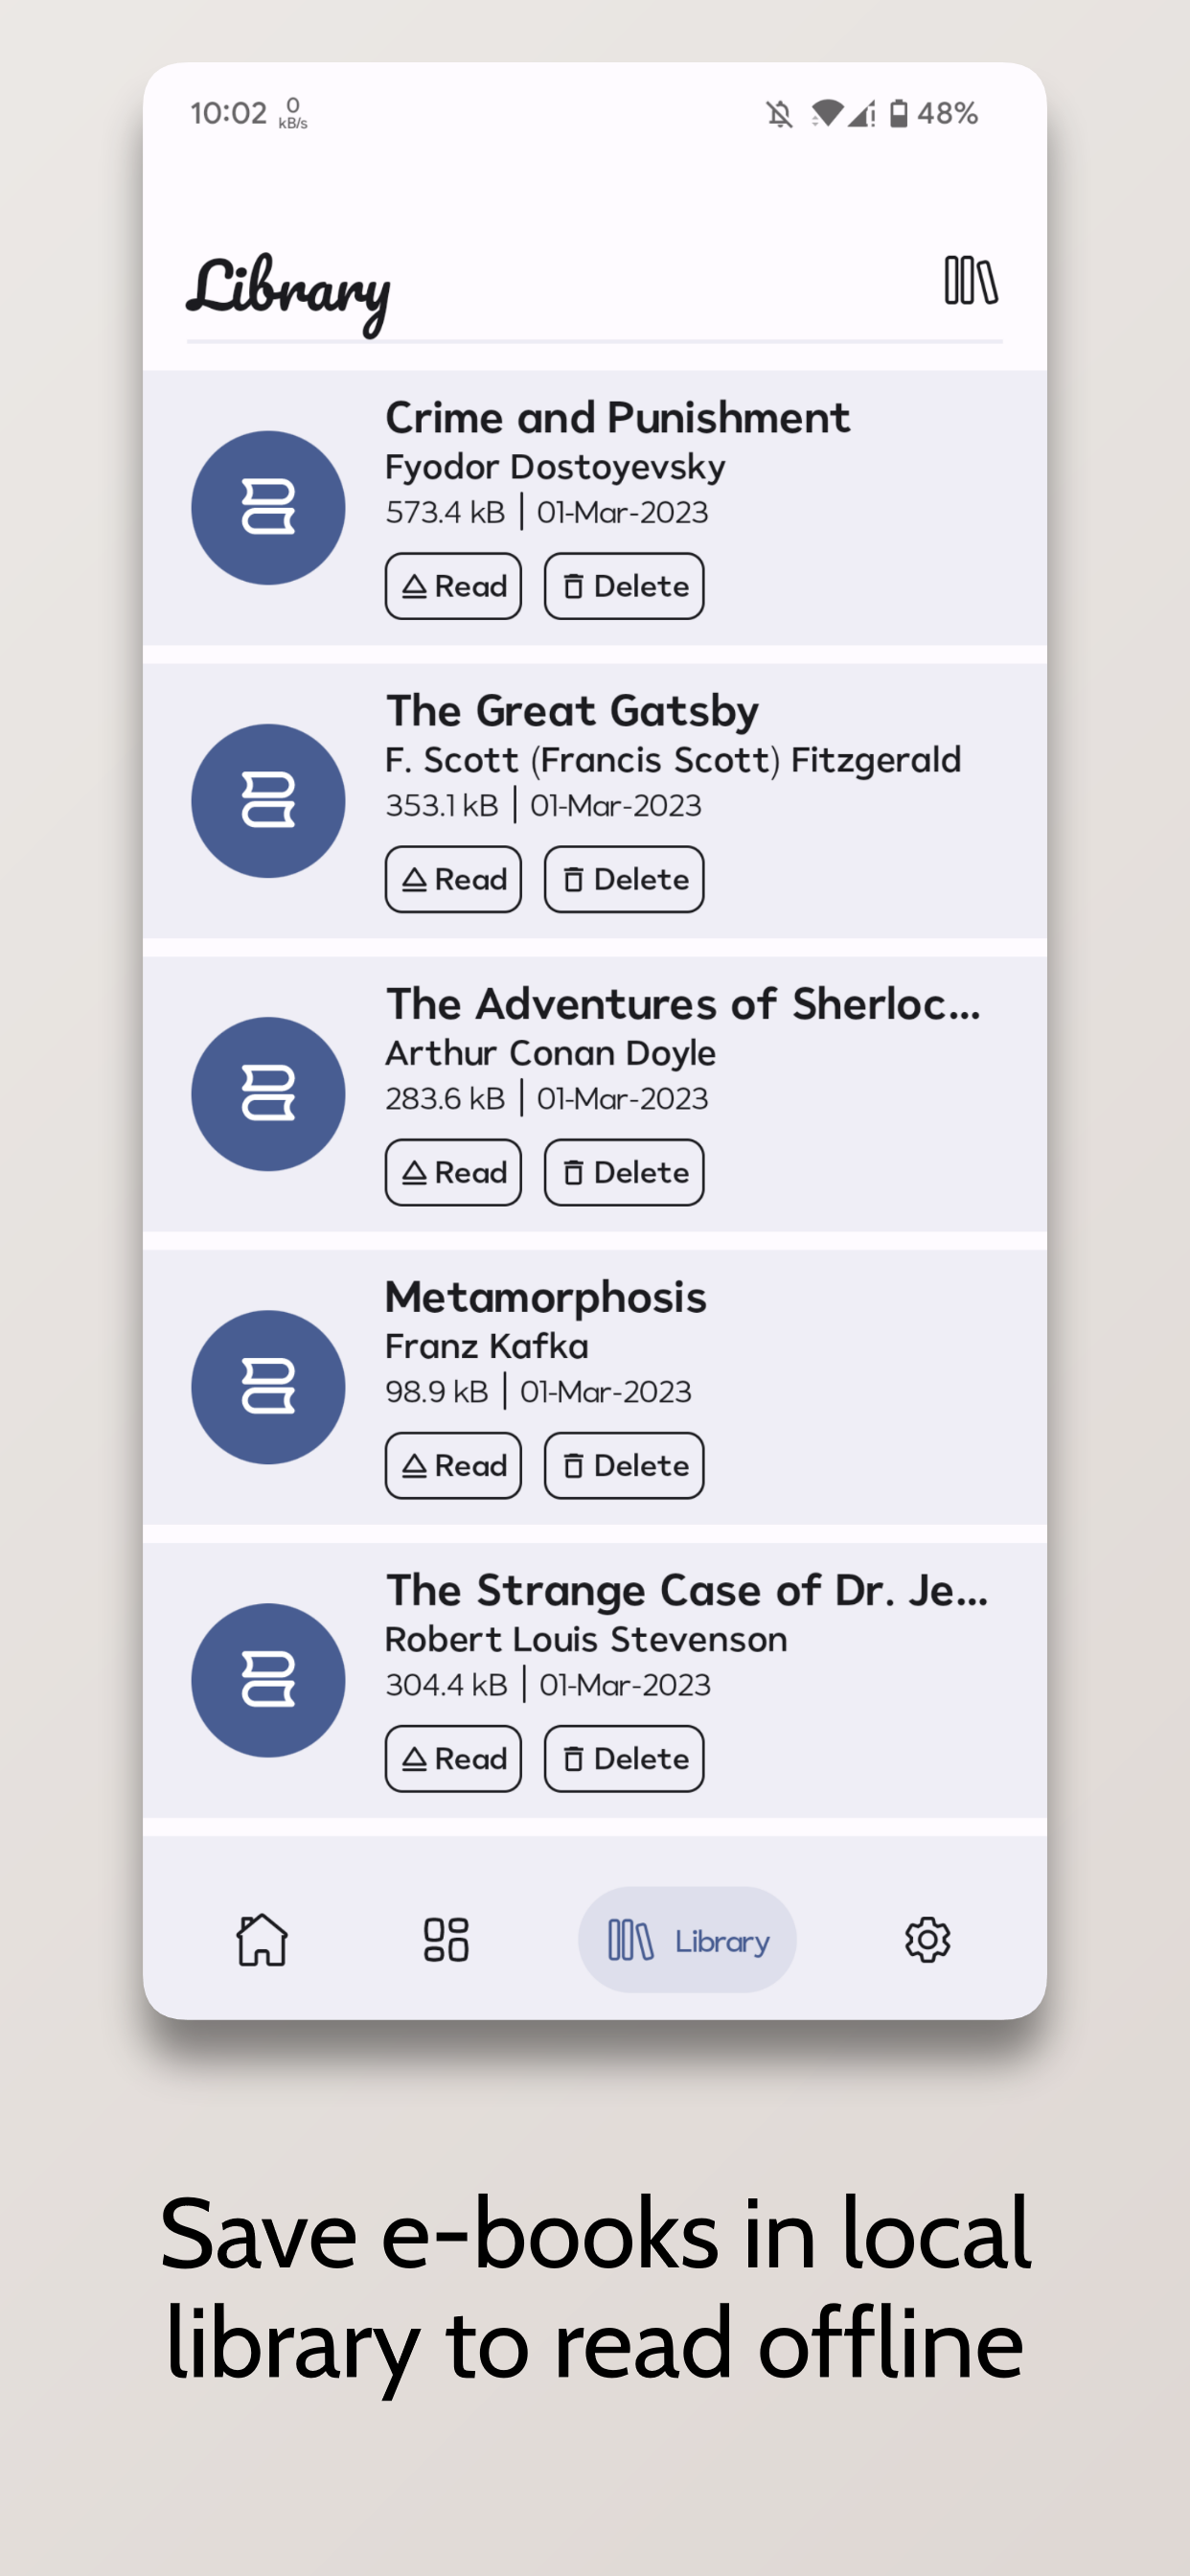 10:02 0 kB/s 48%
Library
Crime and Punishment
Fyodor Dostoyevsky
573.4 kB | 01-Mar-2023
Read Delete
The Great Gatsby
F. Scott (Francis Scott) Fitzgerald
353.1 kB | 01-Mar-2023
Read Delete
The Adventures of Sherloc...
Arthur Conan Doyle
283.6 kB | 01-Mar-2023
Read Delete
Metamorphosis
Franz Kafka
98.9 kB | 01-Mar-2023
Read Delete
The Strange Case of Dr. Je...
Robert Louis Stevenson
304.4 kB | 01-Mar-2023
Read Delete
Library
Save e-books in local
library to read offline